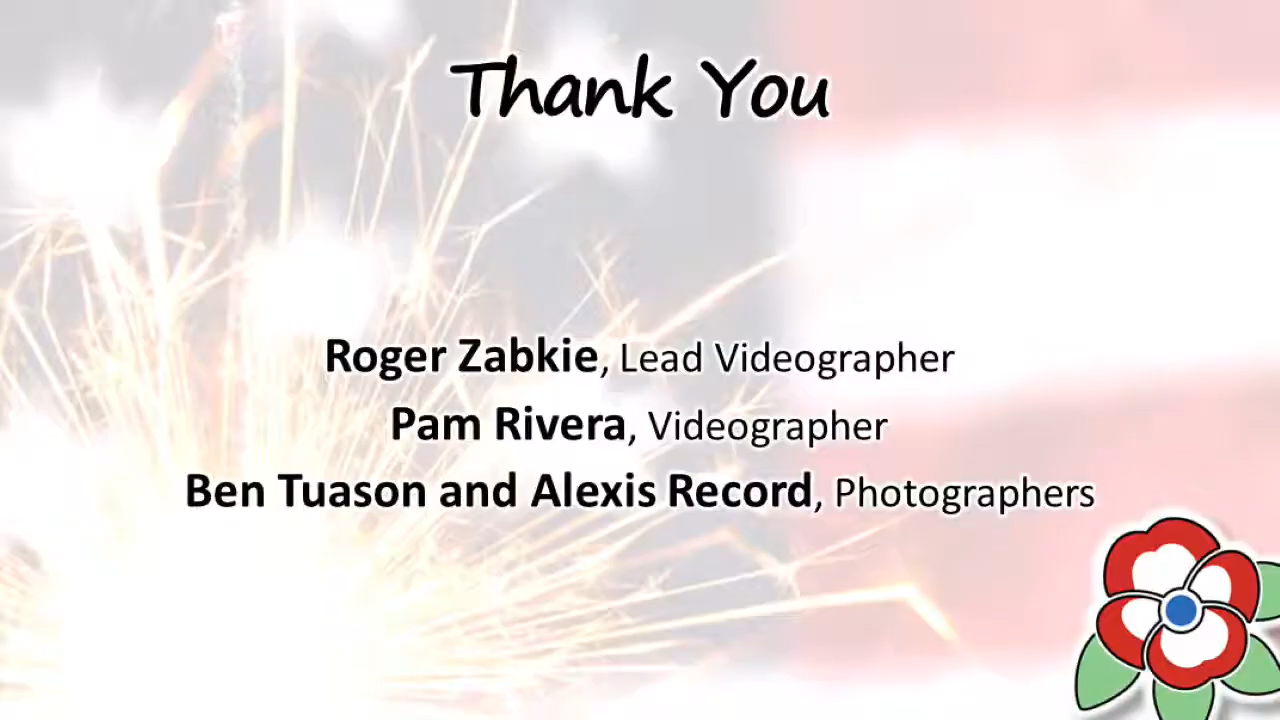 Thank You
Roger Zabkie, Lead Videographer
Pam Rivera, Videographer
Ben Tuason and Alexis Record, Photographers